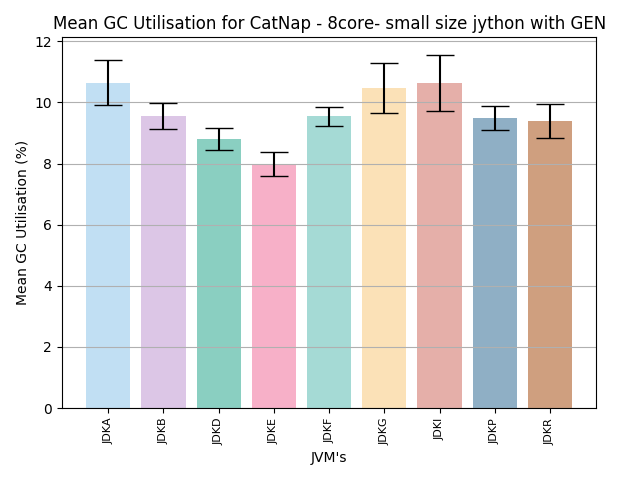 Mean GC Utilisation for CatNap - 8core- small size jython with GEN
Mean GC Utilisation (%)
12
10
8
6
4
2
0
JDKA
JDKB
JDKD
JDKE
JDKF
JDKG
JDKI
JDKP
JDKR
JVM's